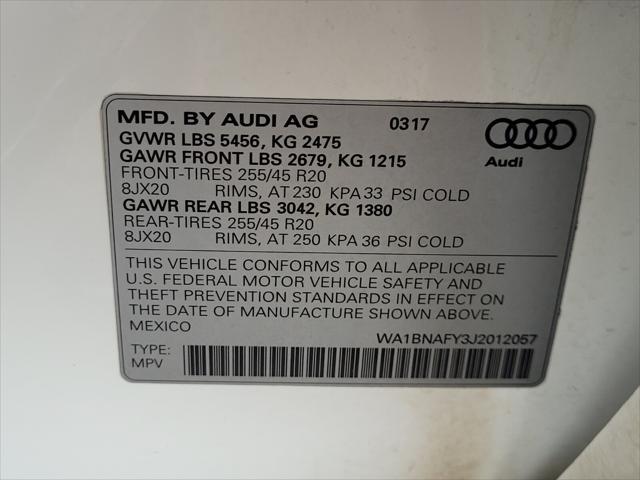 MFD. BY AUDI AG 0317
GVWR LBS 5456, KG 2475
GAWR FRONT LBS 2679, KG 1215
Audi
FRONT-TIRES 255/45 R20
8JX20 RIMS, AT 230 KPA 33 PSI COLD
GAWR REAR LBS 3042, KG 1380
REAR-TIRES 255/45 R20
8JX20 RIMS, AT 250 KPA 36 PSI COLD
THIS VEHICLE CONFORMS TO ALL APPLICABLE
U.S. FEDERAL MOTOR VEHICLE SAFETY AND
THEFT PREVENTION STANDARDS IN EFFECT ON
THE DATE OF MANUFACTURE SHOWN ABOVE.
MEXICO
WA1BNAFY3J2012057
TYPE:
MPV